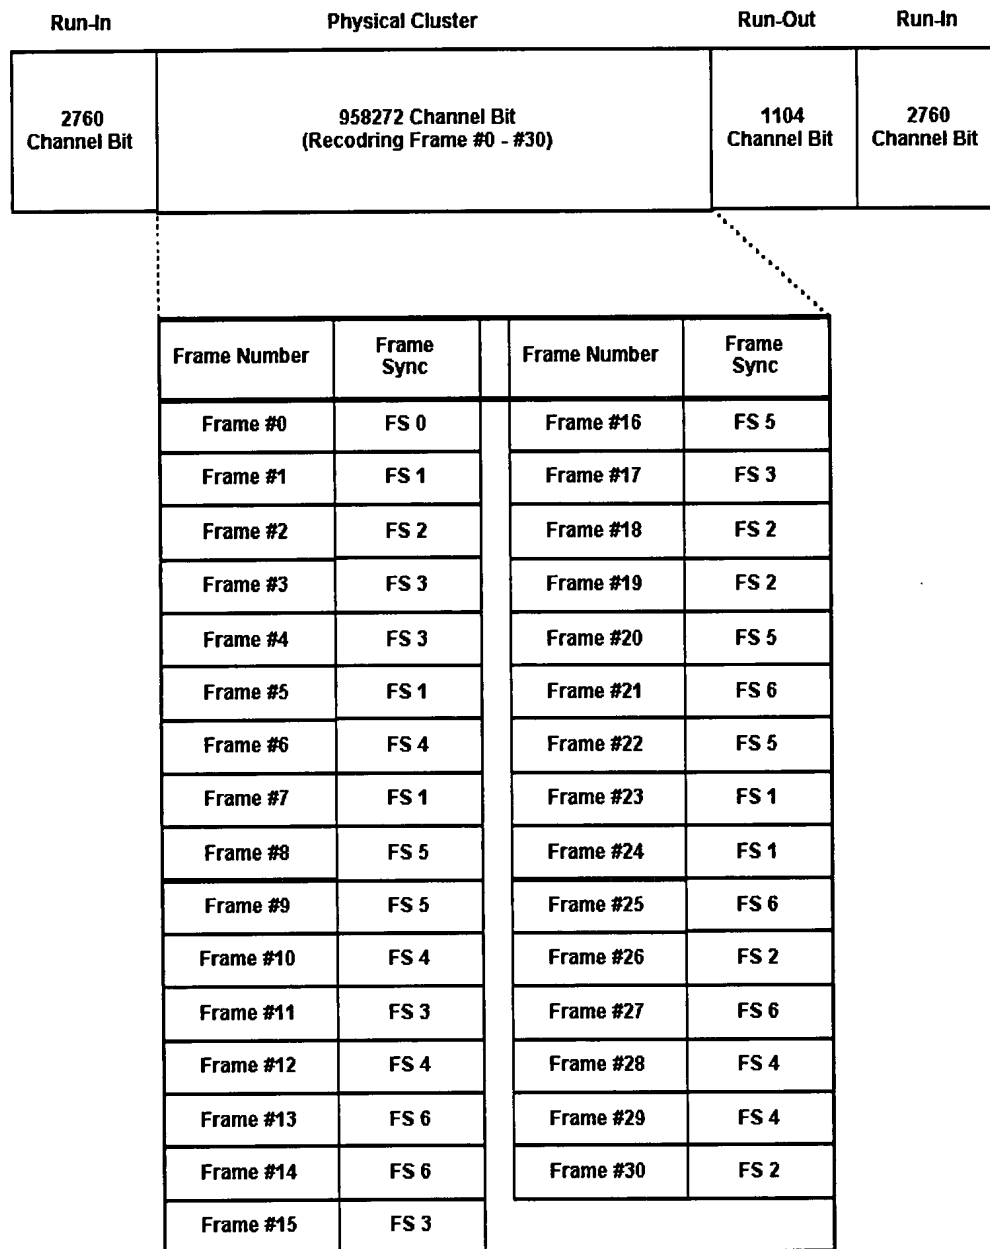 Run-In Physical Cluster Run-Out Run-In
2760 Channel Bit
958272 Channel Bit
(Recodring Frame #0 - #30)
1104 Channel Bit
2760 Channel Bit
Frame Number Frame Sync Frame Number Frame Sync
Frame #0 FS 0 Frame #16 FS 5
Frame #1 FS 1 Frame #17 FS 3
Frame #2 FS 2 Frame #18 FS 2
Frame #3 FS 3 Frame #19 FS 2
Frame #4 FS 3 Frame #20 FS 5
Frame #5 FS 1 Frame #21 FS 6
Frame #6 FS 4 Frame #22 FS 5
Frame #7 FS 1 Frame #23 FS 1
Frame #8 FS 5 Frame #24 FS 1
Frame #9 FS 5 Frame #25 FS 6
Frame #10 FS 4 Frame #26 FS 2
Frame #11 FS 3 Frame #27 FS 6
Frame #12 FS 4 Frame #28 FS 4
Frame #13 FS 6 Frame #29 FS 4
Frame #14 FS 6 Frame #30 FS 2
Frame #15 FS 3